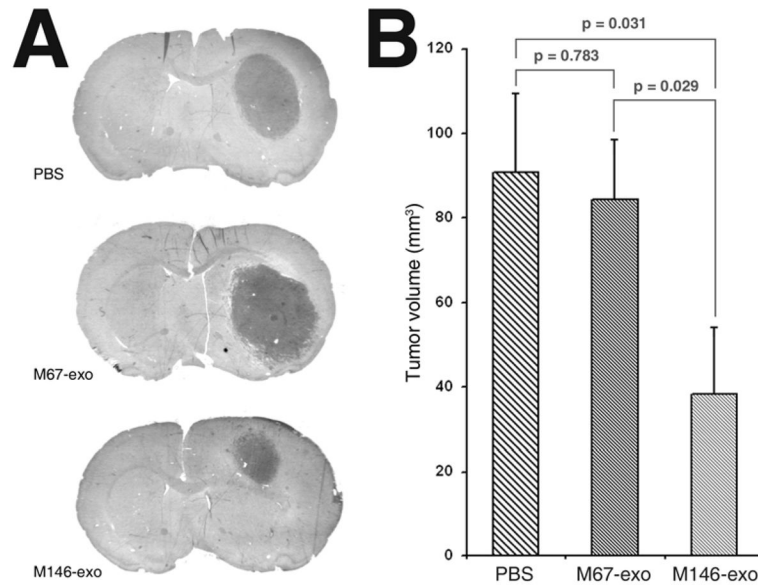 A
PBS
M67-exo
M146-exo
B
p = 0.031
p = 0.783
p = 0.029
Tumor volume (mm³)
120
100
80
60
40
20
0
PBS M67-exo M146-exo